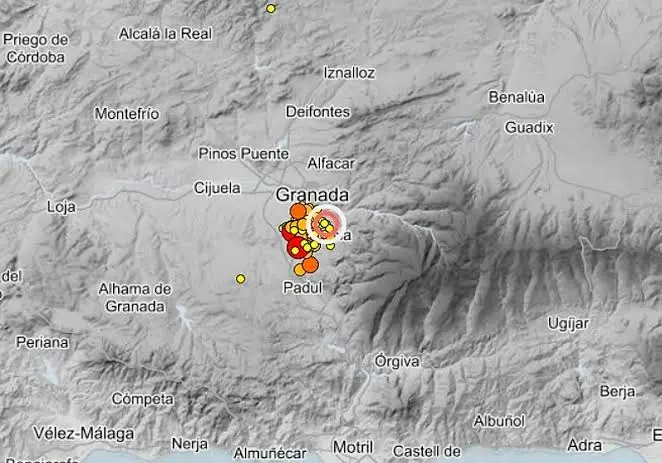 Alcalá la Real
Priego de
Córdoba
Iznalloz
Benalúa
Montefrío
Deifontes
Guadix
Pinos Puente
Alfacar
Cijuela
Granada
Loja
del
Padul
Alhama de
Granada
Ugíjar
Periana
Órgiva
Berja
Cómpeta
Albuñol
Vélez-Málaga
Nerja
Almuñécar
Motril
Castell de
Adra
E